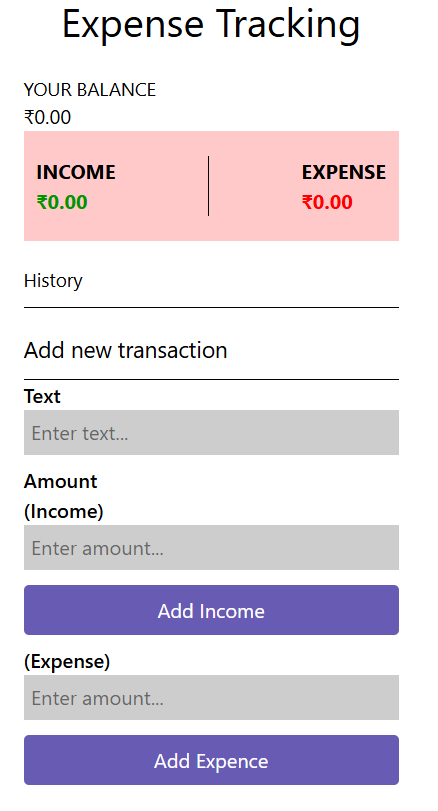 Expense Tracking
YOUR BALANCE
₹0.00
INCOME
EXPENSE
₹0.00
₹0.00
History
Add new transaction
Text
Enter text...
Amount
(Income)
Enter amount...
Add Income
(Expense)
Enter amount...
Add Expence